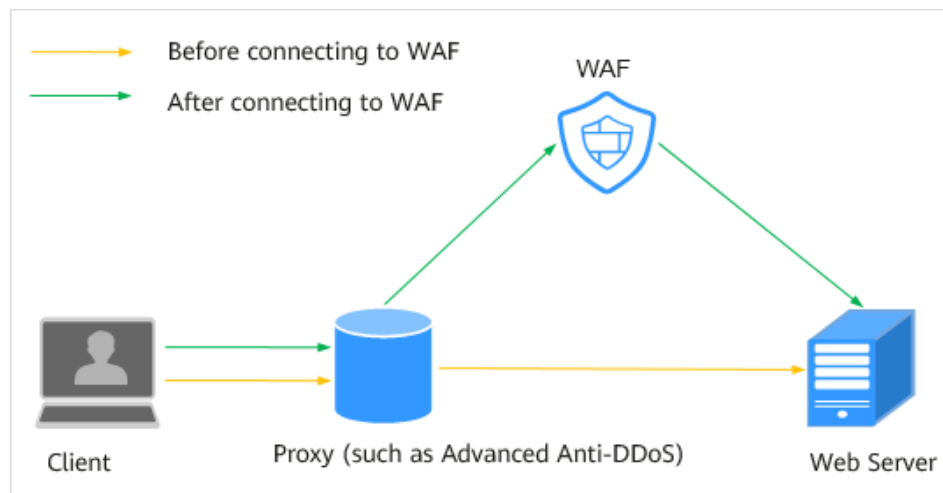 Before connecting to WAF
After connecting to WAF
WAF
Client
Proxy (such as Advanced Anti-DDoS)
Web Server